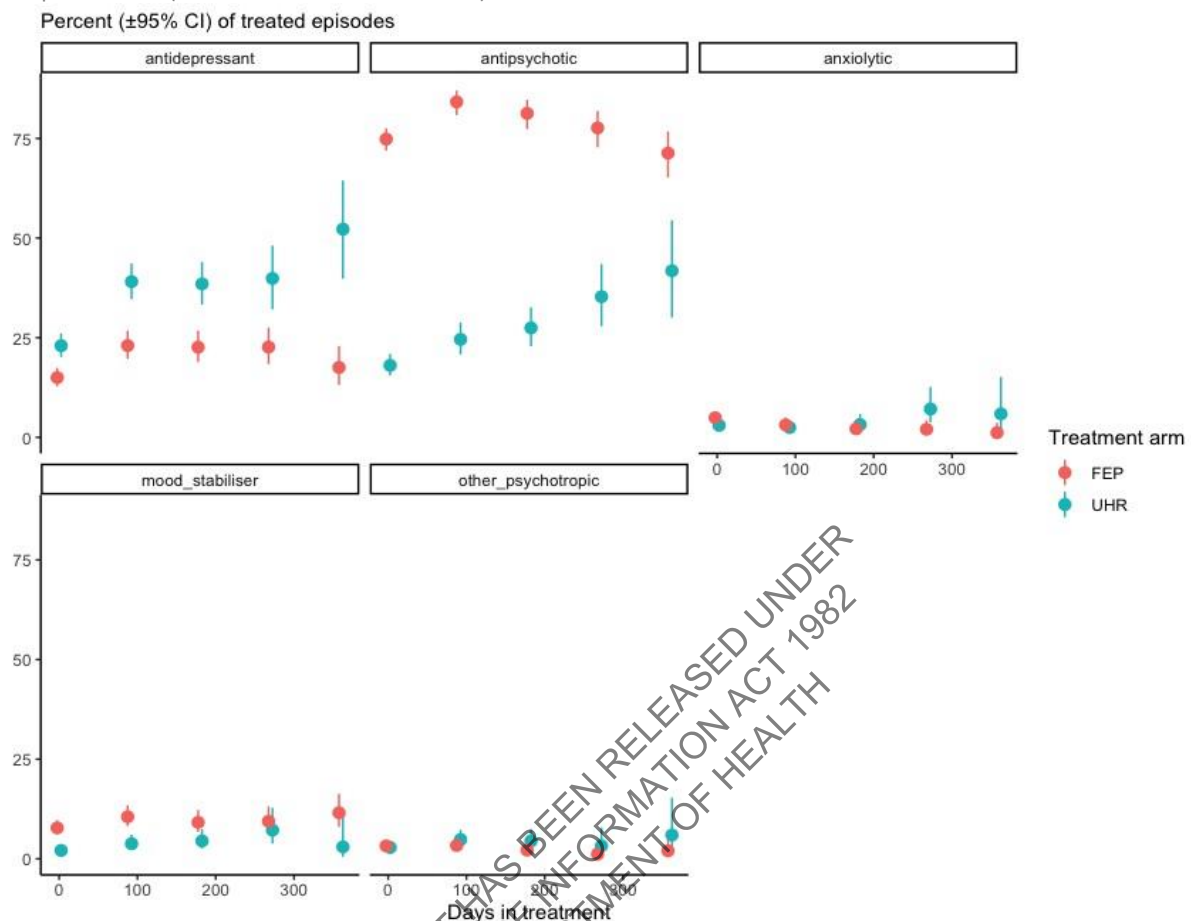 Percent (±95% CI) of treated episodes
antidepressant
antipsychotic
anxiolytic
75
50
25
0
0
100
200
300
Treatment arm
FEP
UHR
mood_stabiliser
other_psychotropic
75
50
25
0
0
100
200
300
0
100
200
300
Days in treatment
HAS BEEN RELEASED UNDER
INFORMATION ACT 1982
MENT OF HEALTH